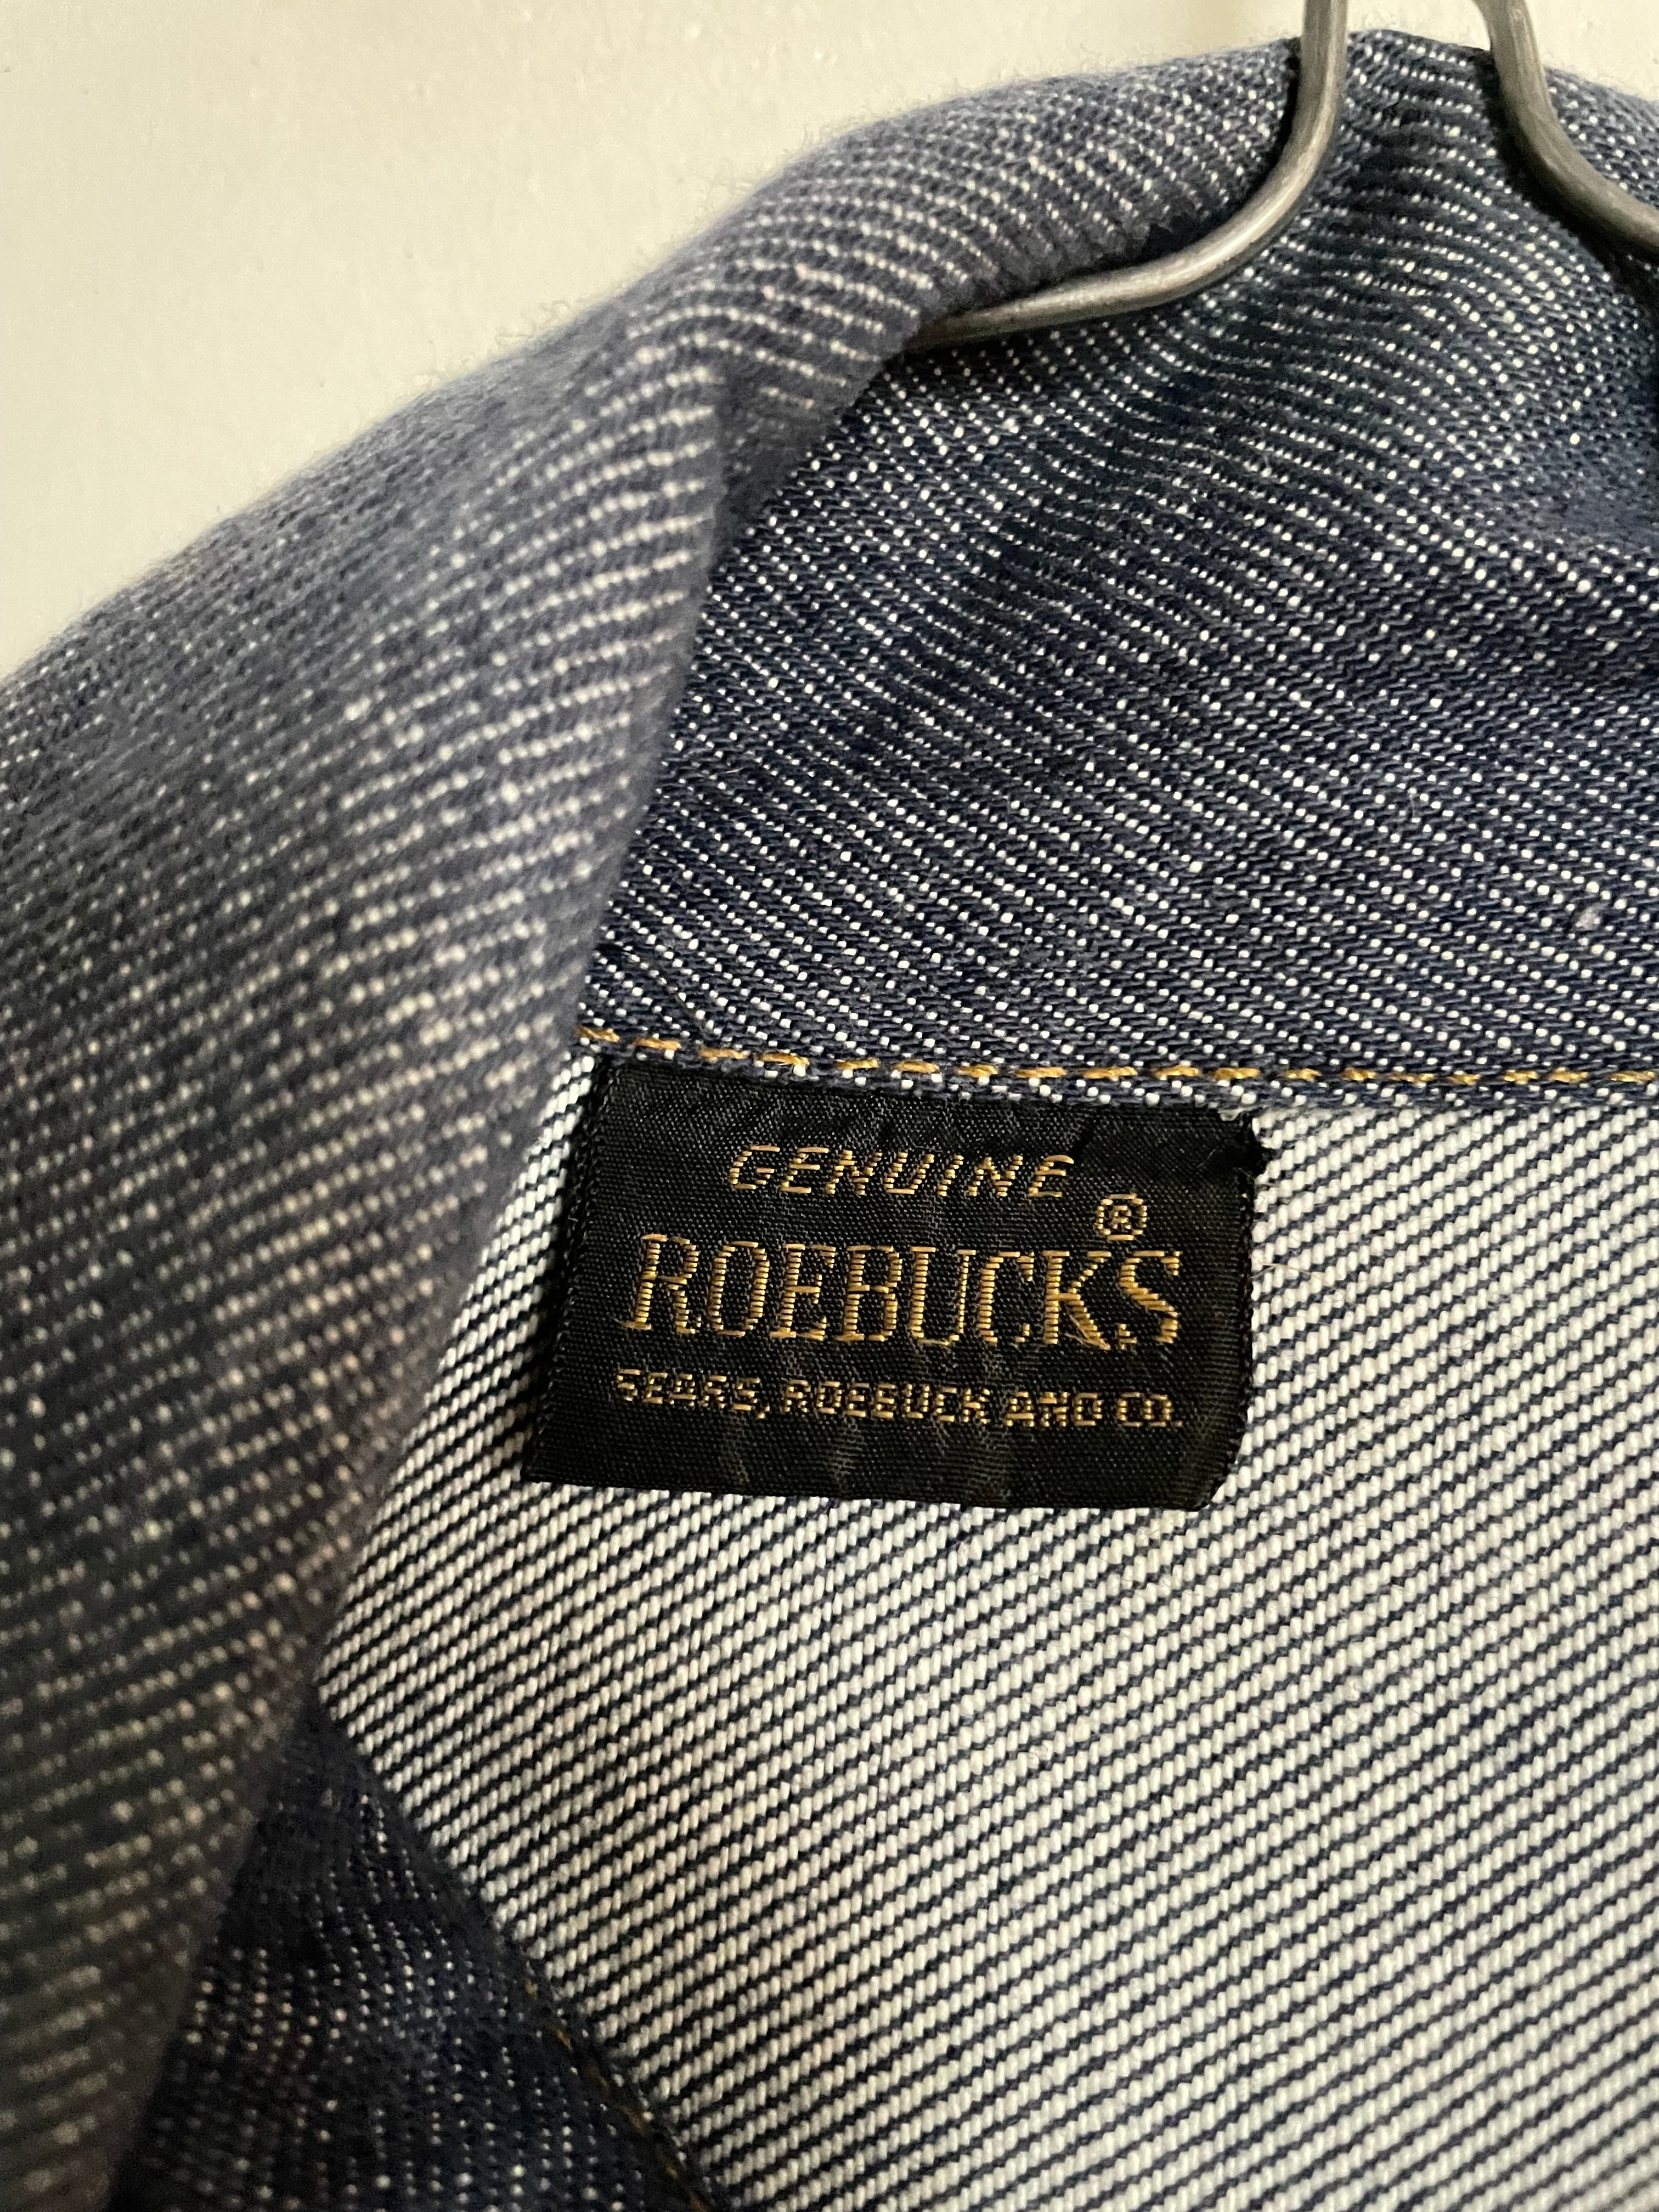 GENUINE
ROEBUCKS®
SEARS, ROEBUCK AND CO.